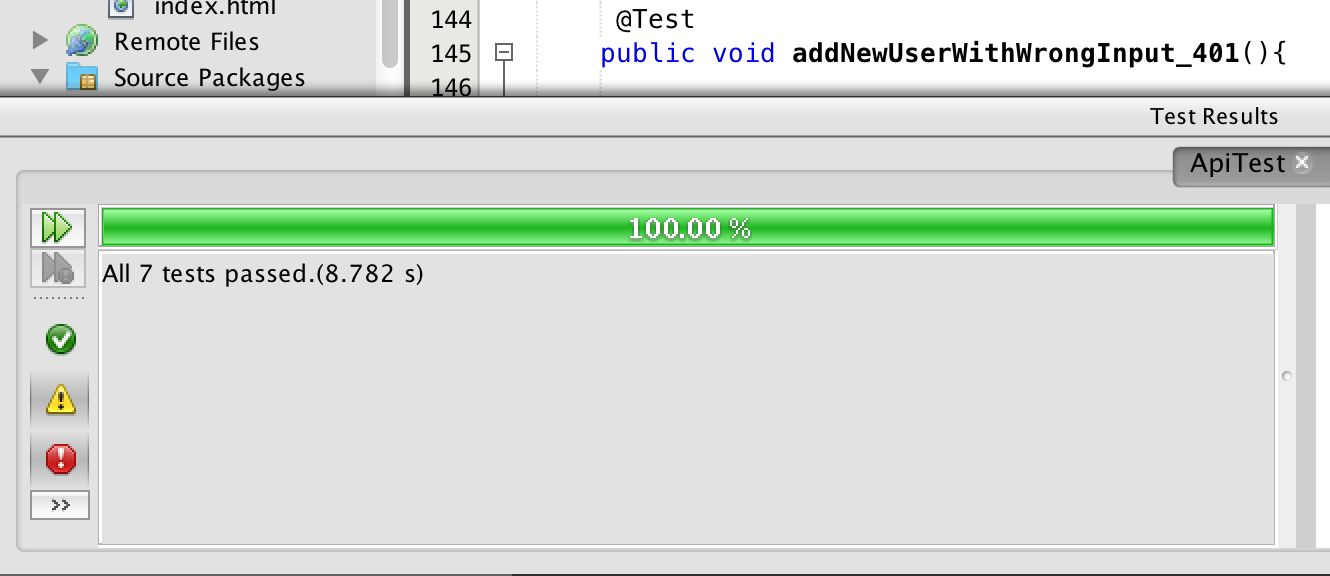 index.html
Remote Files
Source Packages
144 @Test
145 public void addNewUserWithWrongInput_401(){
146
Test Results
ApiTest
100.00 %
All 7 tests passed.(8.782 s)
>>